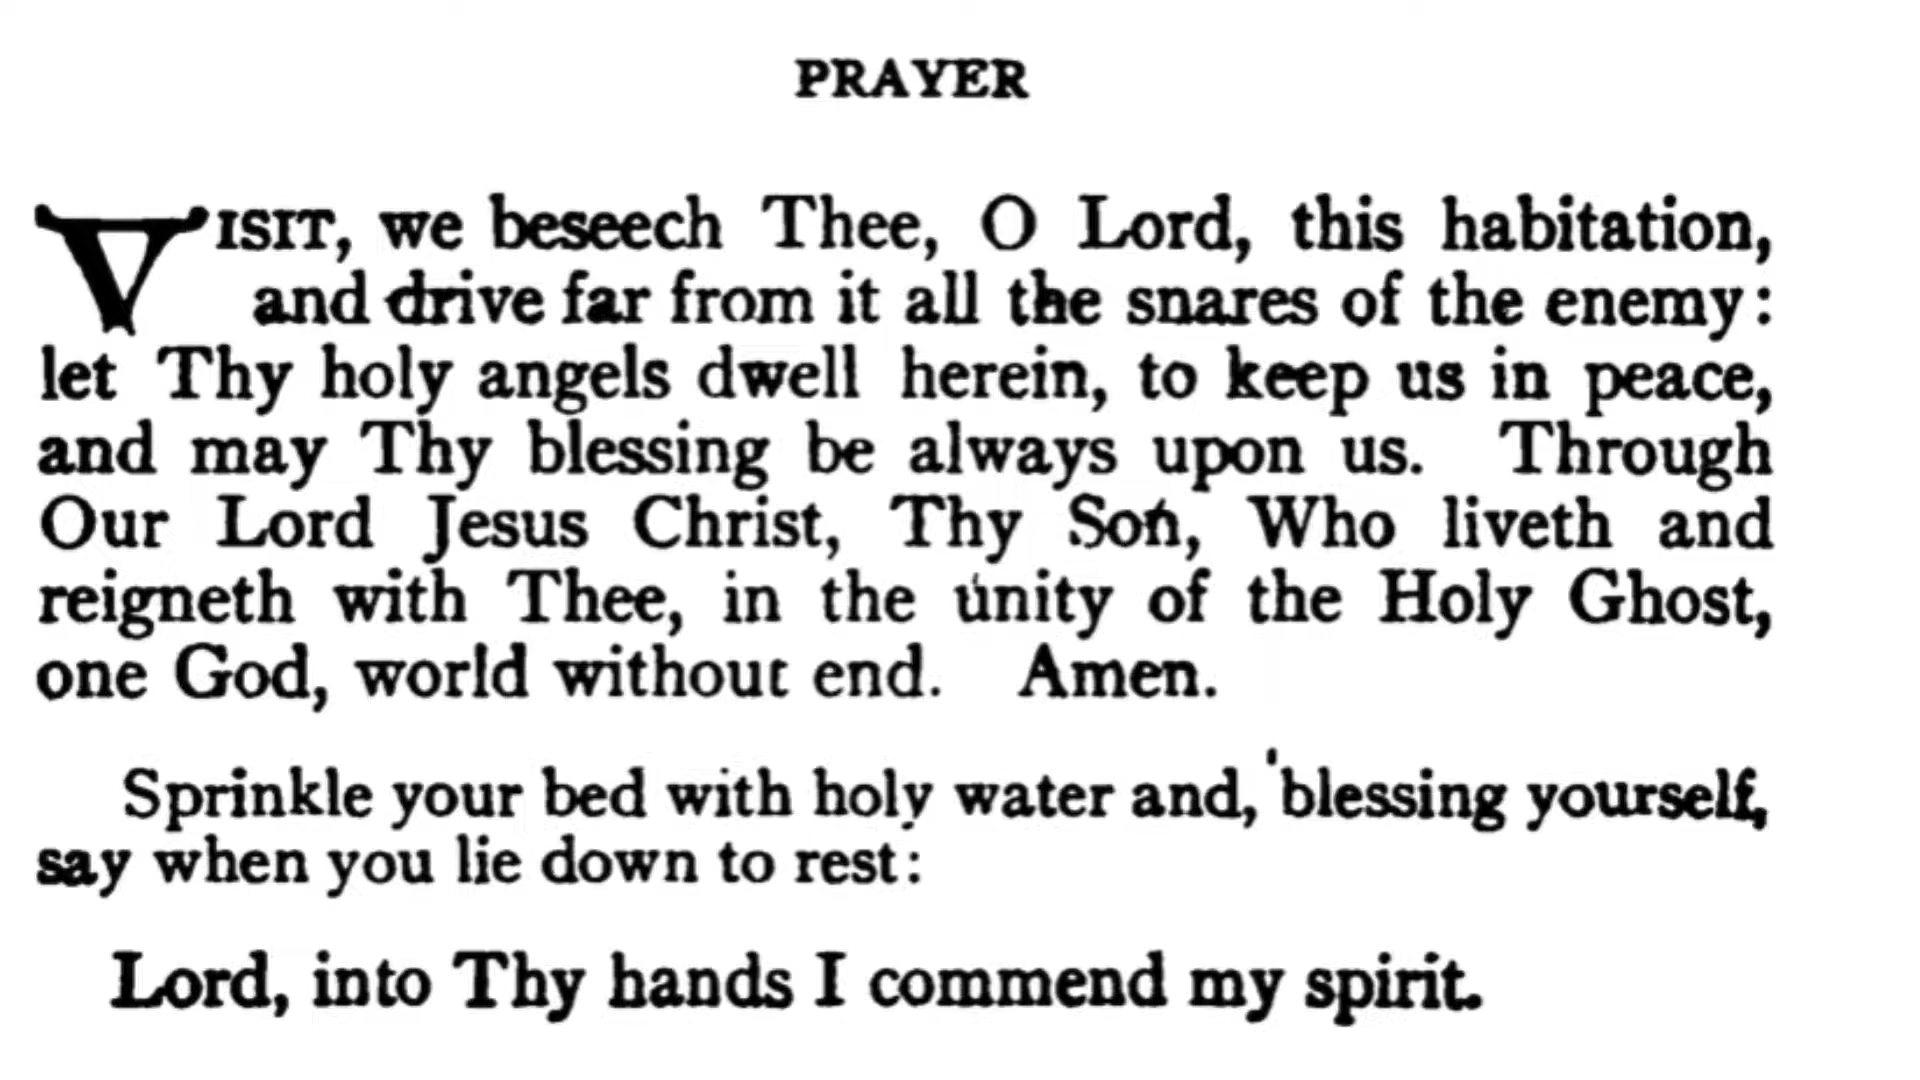 PRAYER
VISIT, we beseech Thee, O Lord, this habitation,
and drive far from it all the snares of the enemy:
let Thy holy angels dwell herein, to keep us in peace,
and may Thy blessing be always upon us. Through
Our Lord Jesus Christ, Thy Son, Who liveth and
reigneth with Thee, in the unity of the Holy Ghost,
one God, world without end. Amen.
Sprinkle your bed with holy water and, blessing yourself,
say when you lie down to rest:
Lord, into Thy hands I commend my spirit.